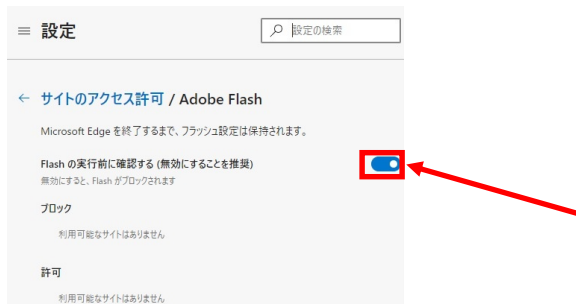 設定
設定の検索
サイトのアクセス許可 / Adobe Flash
Microsoft Edge を終了するまで、フラッシュ設定は保持されます。
Flash の実行前に確認する (無効にすることを推奨)
無効にすると、Flash がブロックされます
ブロック
利用可能なサイトはありません
許可
利用可能なサイトはありません